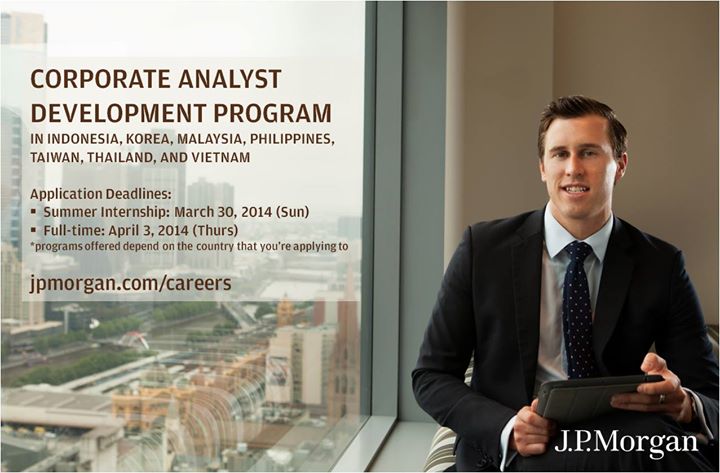 CORPORATE ANALYST
DEVELOPMENT PROGRAM
IN INDONESIA, KOREA, MALAYSIA, PHILIPPINES,
TAIWAN, THAILAND, AND VIETNAM
Application Deadlines:
▪ Summer Internship: March 30, 2014 (Sun)
▪ Full-time: April 3, 2014 (Thurs)
*programs offered depend on the country that you're applying to
jpmorgan.com/careers
J.P.Morgan